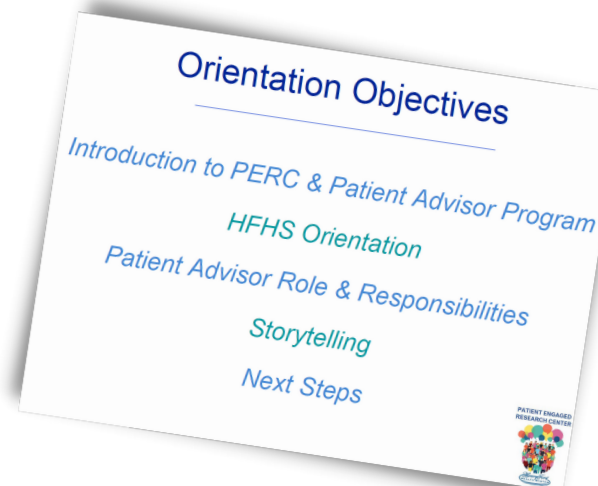 Orientation Objectives
Introduction to PERC & Patient Advisor Program
HFHS Orientation
Patient Advisor Role & Responsibilities
Storytelling
Next Steps
PATIENT ENGAGED
RESEARCH CENTER